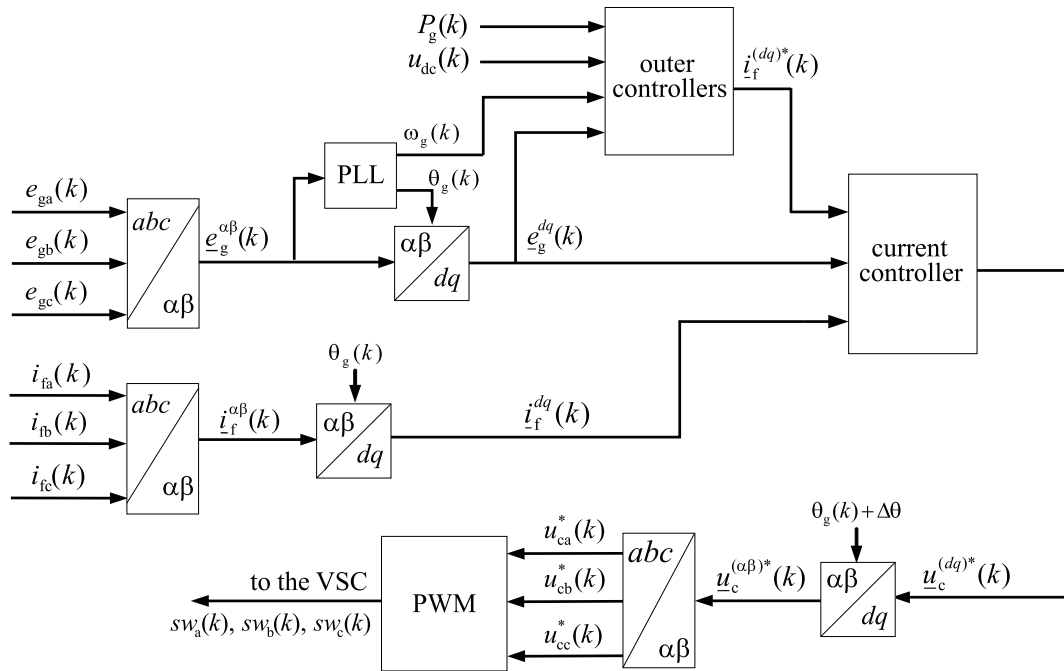 P_g(k)
u_dc(k)
outer
controllers
i_f^(dq)*(k)
ω_g(k)
PLL
θ_g(k)
e_ga(k)
e_gb(k)
e_gc(k)
abc
αβ
e_g^αβ(k)
αβ
dq
e_g^dq(k)
current
controller
θ_g(k)
i_fa(k)
i_fb(k)
i_fc(k)
abc
αβ
i_f^αβ(k)
αβ
dq
i_f^dq(k)
θ_g(k)+Δθ
to the VSC
sw_a(k), sw_b(k), sw_c(k)
PWM
u_ca^*(k)
u_cb^*(k)
u_cc^*(k)
abc
αβ
u_c^(αβ)*(k)
αβ
dq
u_c^(dq)*(k)